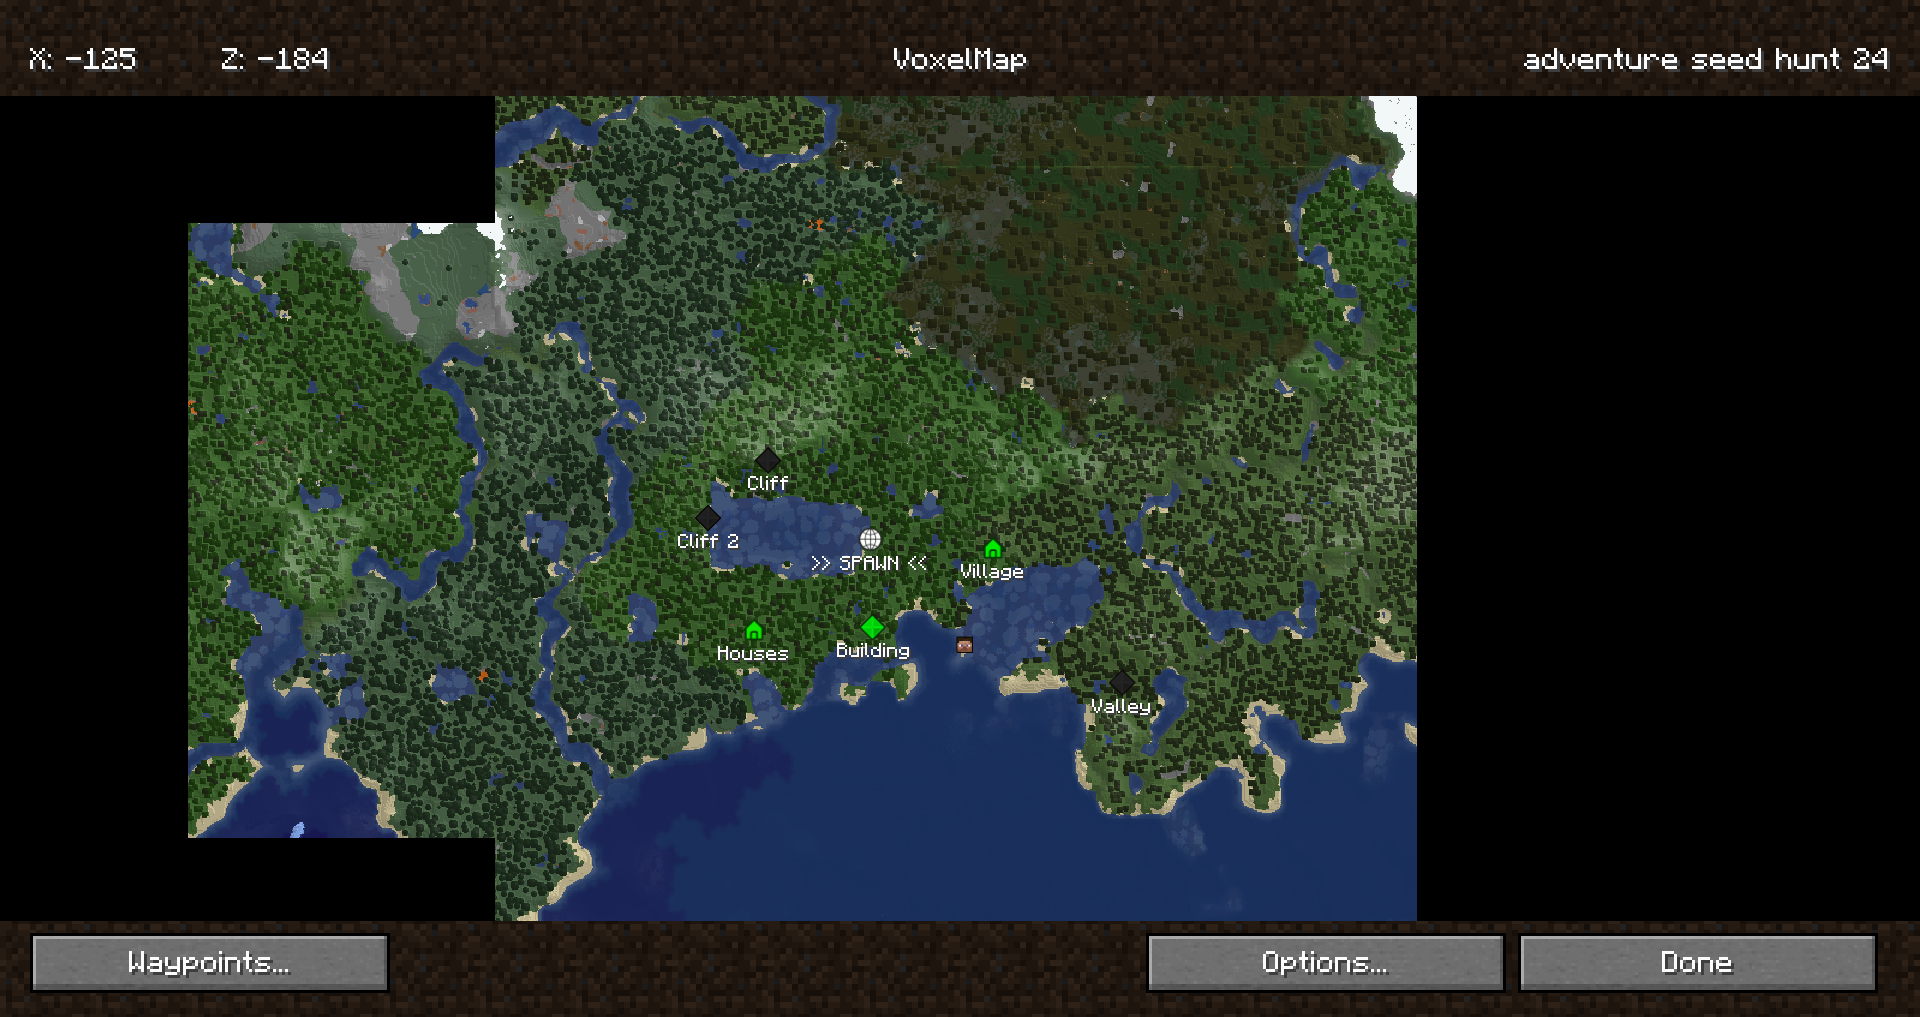 X: -125
Z: -184
VoxelMap
adventure seed hunt 24
Cliff
Cliff 2
>> SPAWN <<
Village
Houses
Building
Valley
Waypoints...
Options...
Done